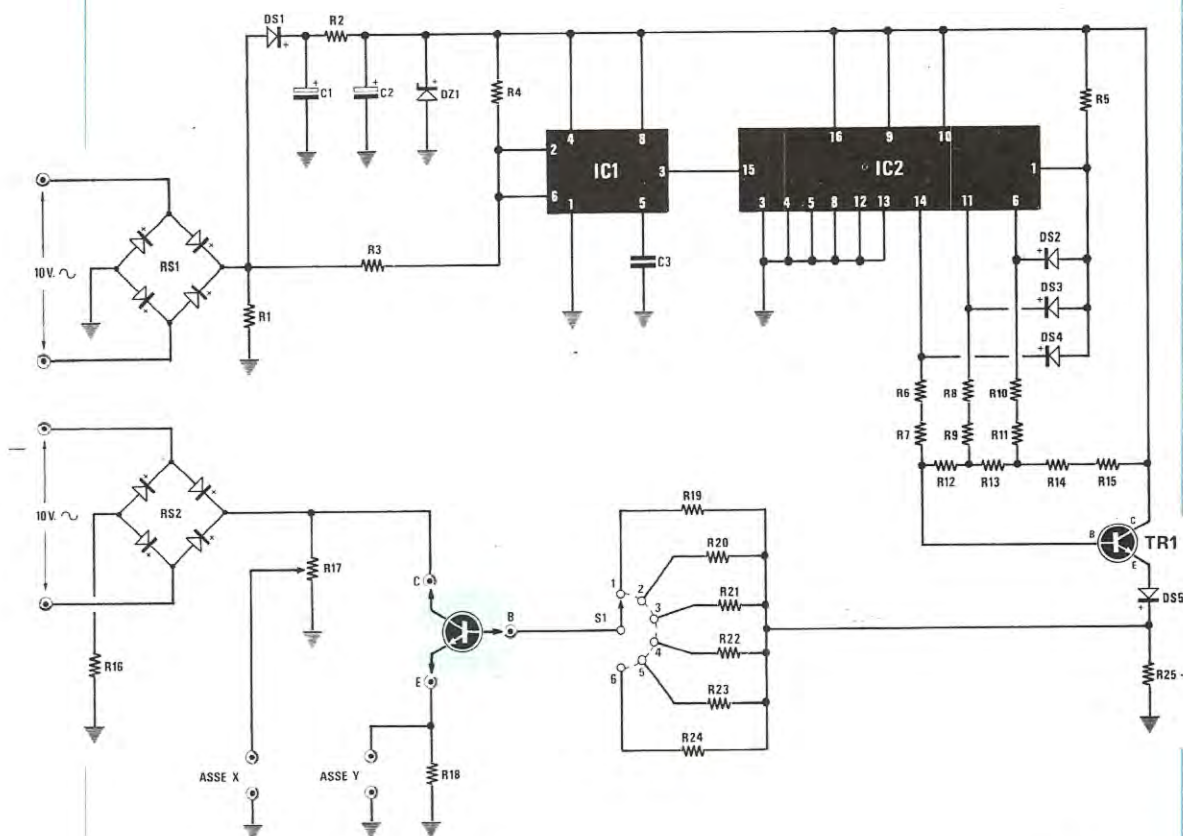 DS1
R2
C1
C2
DZ1
R4
R5
4
8
2
IC1
3
6
1
5
16
9
10
15
IC2
1
3
4
5
8
12
13
14
11
6
10 V. ~
RS1
R3
R1
C3
DS2
DS3
DS4
R6
R8
R10
R7
R9
R11
R12
R13
R14
R15
10 V. ~
RS2
R17
R16
C
B
E
R18
S1
1
2
3
4
5
6
R19
R20
R21
R22
R23
R24
B
C
TR1
E
DS5
R25
ASSE X
ASSE Y